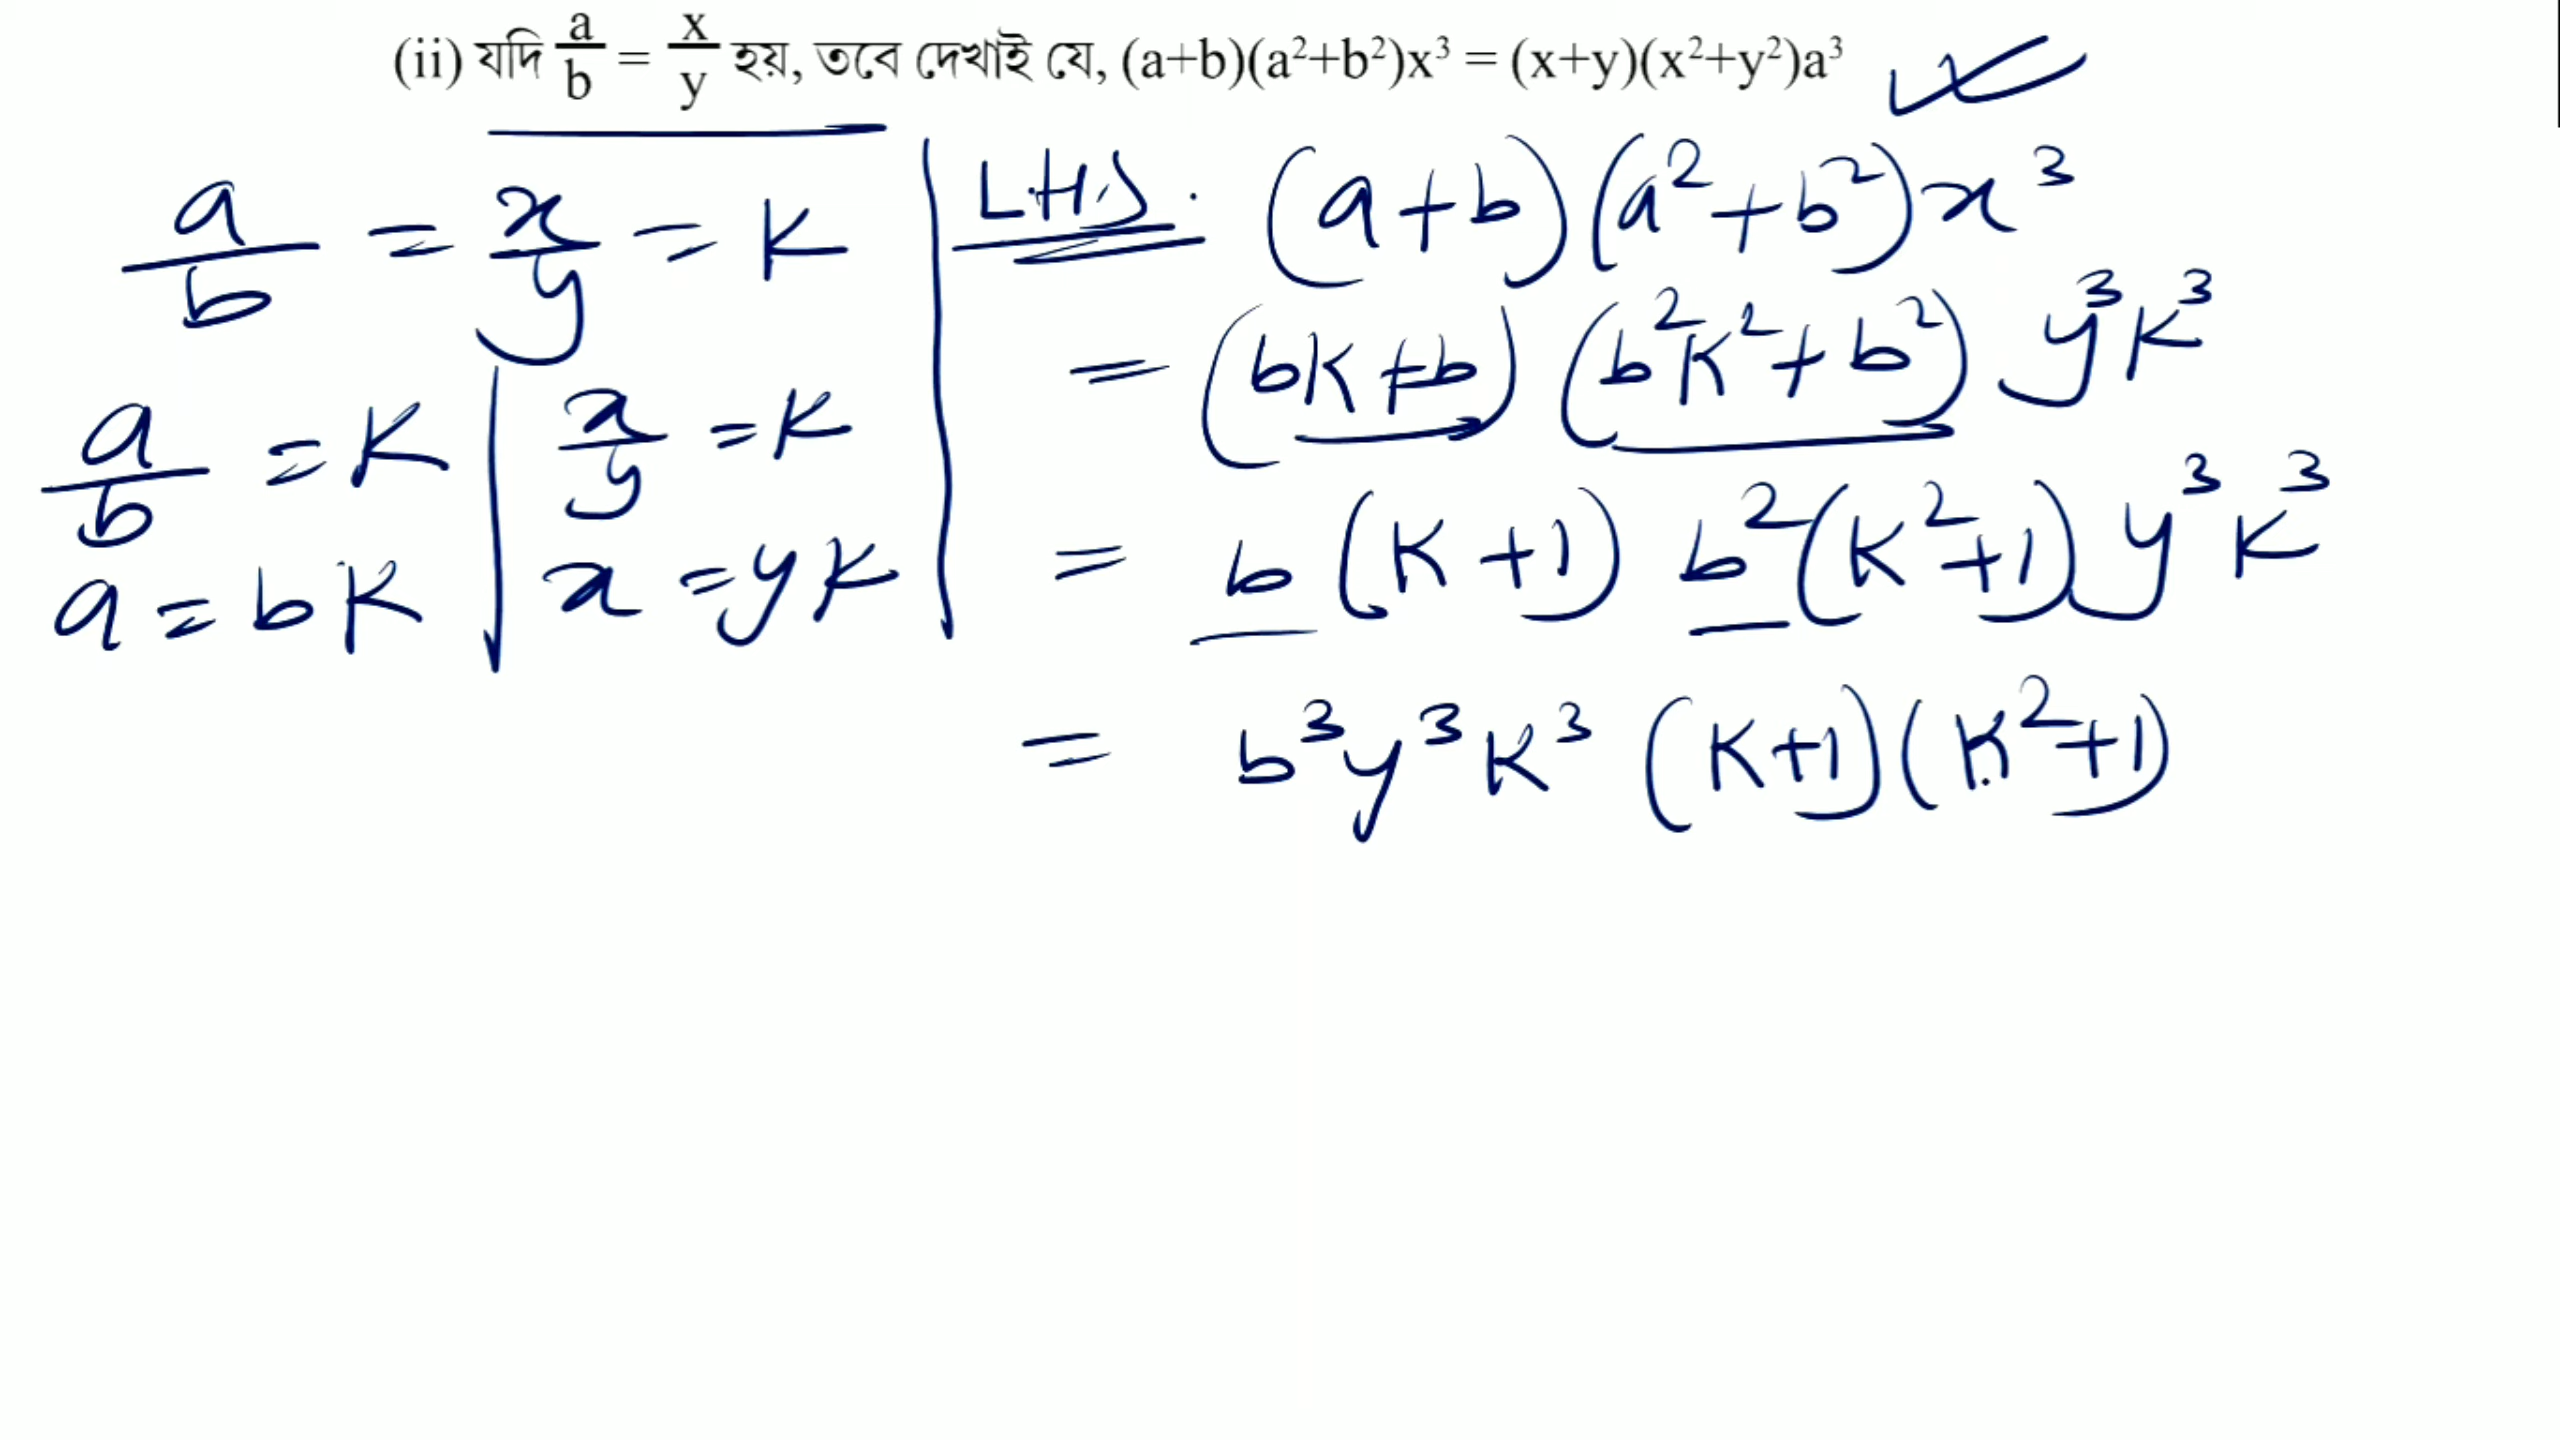 (ii) যদি a/b = x/y হয়, তবে দেখাই যে, (a+b)(a²+b²)x³ = (x+y)(x²+y²)a³
a/b = x/y = K
a/b = K | x/y = K
a = bK | x = yK
L.H.S. (a+b)(a²+b²)x³
= (bK+b)(b²K²+b²) y³K³
= b(K+1) b²(K²+1) y³K³
= b³y³K³ (K+1)(K²+1)